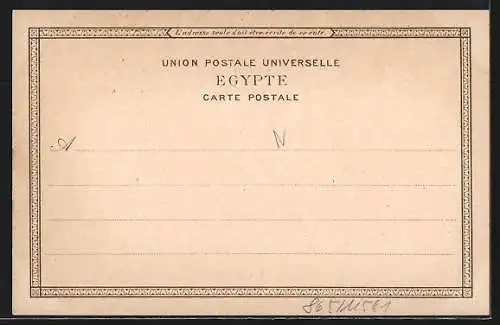 L'adresse seule doit être écrite de ce côté.
UNION POSTALE UNIVERSELLE
EGYPTE
CARTE POSTALE
A
N